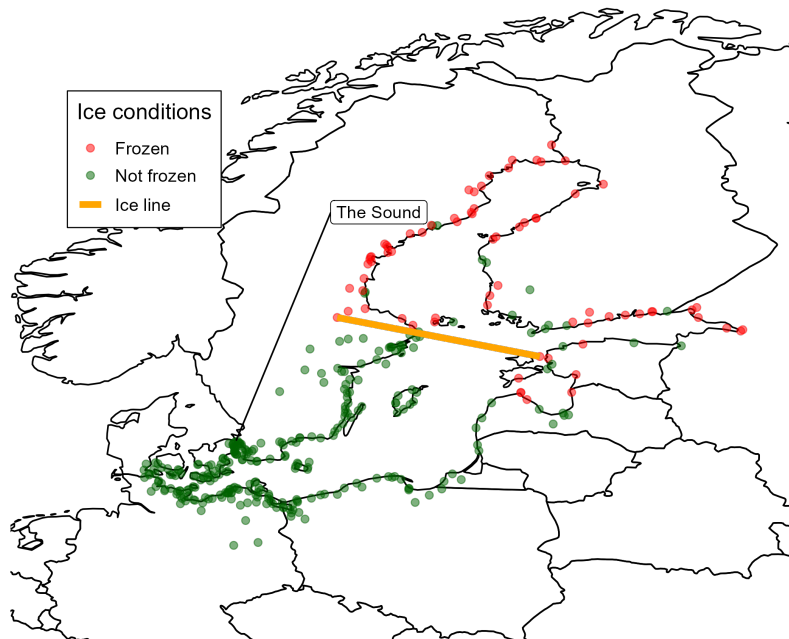 Ice conditions
Frozen
Not frozen
Ice line
The Sound